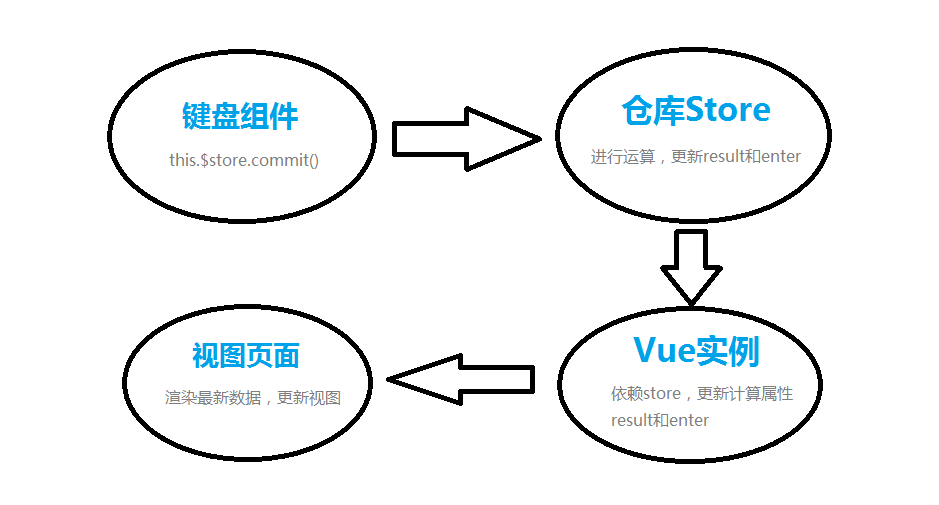 键盘组件
this.$store.commit()
仓库Store
进行运算，更新result和enter
Vue实例
依赖store，更新计算属性
result和enter
视图页面
渲染最新数据，更新视图